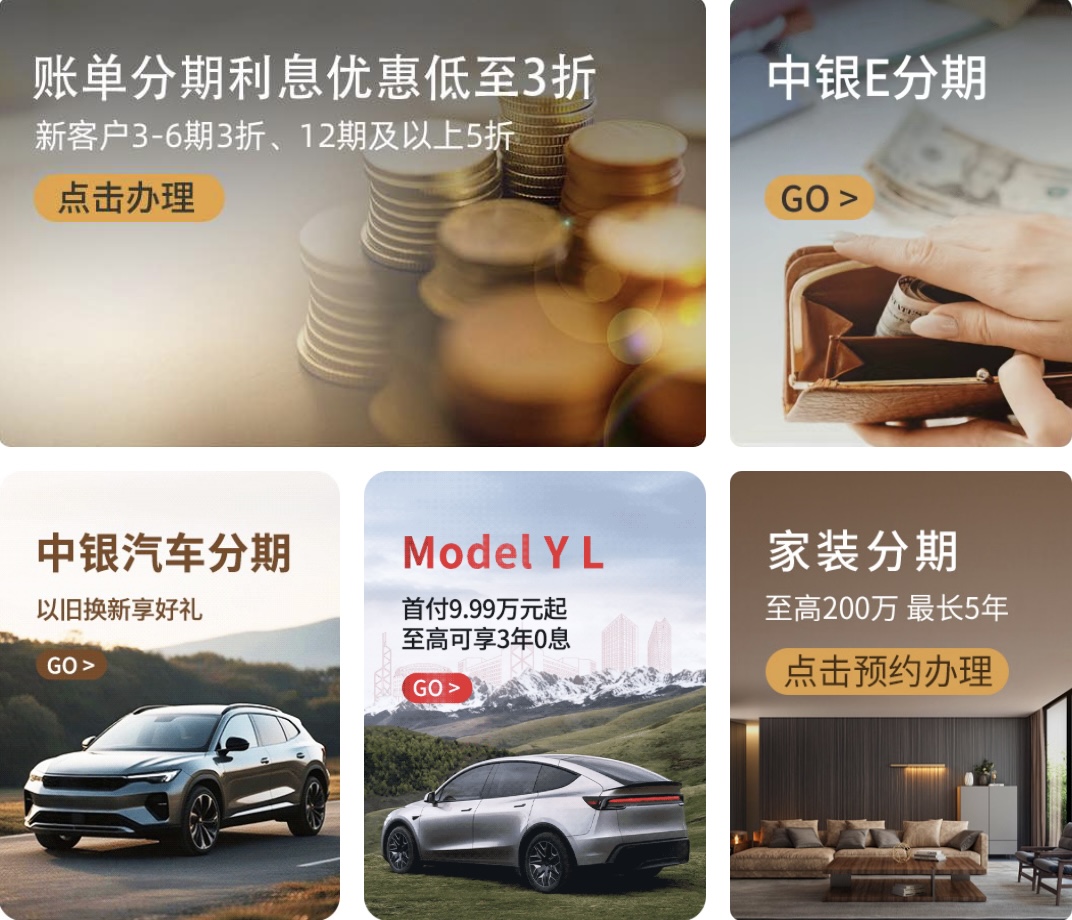 账单分期利息优惠低至3折
新客户3-6期3折、12期及以上5折
点击办理
中银E分期
GO >
中银汽车分期
以旧换新享好礼
GO >
Model Y L
首付9.99万元起
至高可享3年0息
GO >
家装分期
至高200万 最长5年
点击预约办理